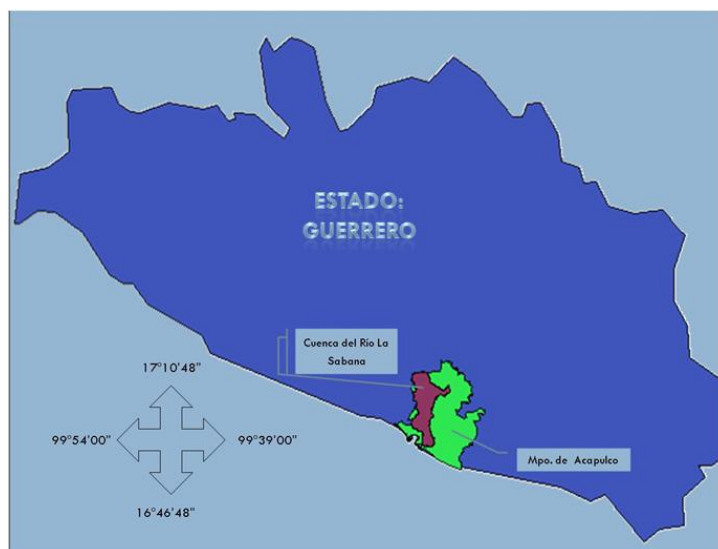 ESTADO:
GUERRERO
Cuenca del Río La
Sabana
17°10'48"
99°54'00"
99°39'00"
16°46'48"
Mpo. de Acapulco